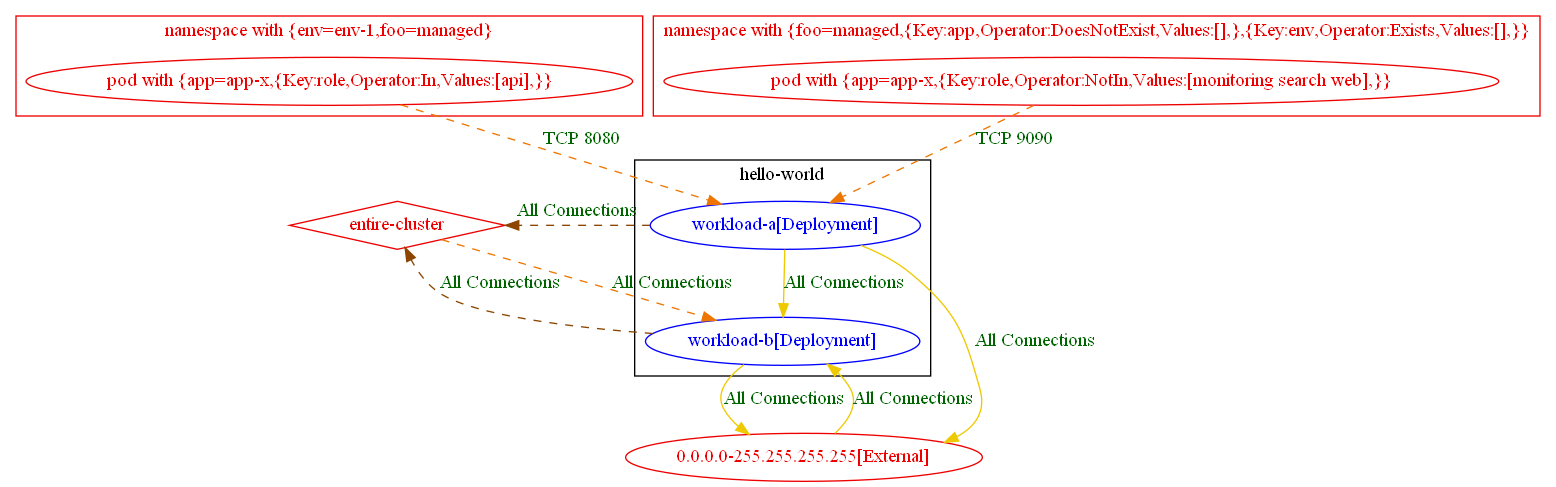 namespace with {env=env-1,foo=managed}
namespace with {foo=managed,{Key:app,Operator:DoesNotExist,Values:[],},{Key:env,Operator:Exists,Values:[],}}
pod with {app=app-x,{Key:role,Operator:In,Values:[api],}}
pod with {app=app-x,{Key:role,Operator:NotIn,Values:[monitoring search web],}}
TCP 8080
TCP 9090
hello-world
All Connections
entire-cluster
workload-a[Deployment]
All Connections
All Connections
All Connections
workload-b[Deployment]
All Connections
All Connections
All Connections
0.0.0.0-255.255.255.255[External]